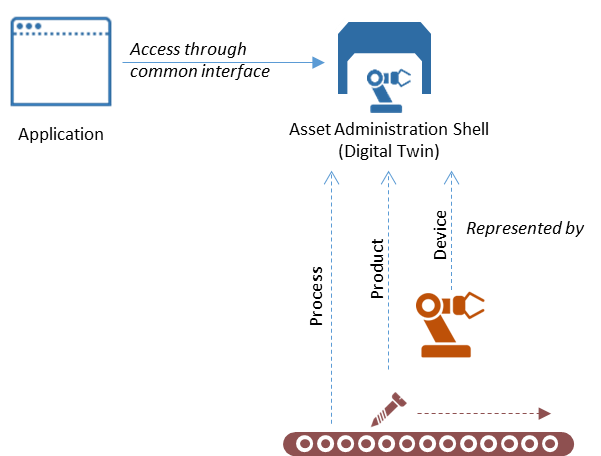 Access through
common interface
Application
Asset Administration Shell
(Digital Twin)
Process
Product
Device
Represented by